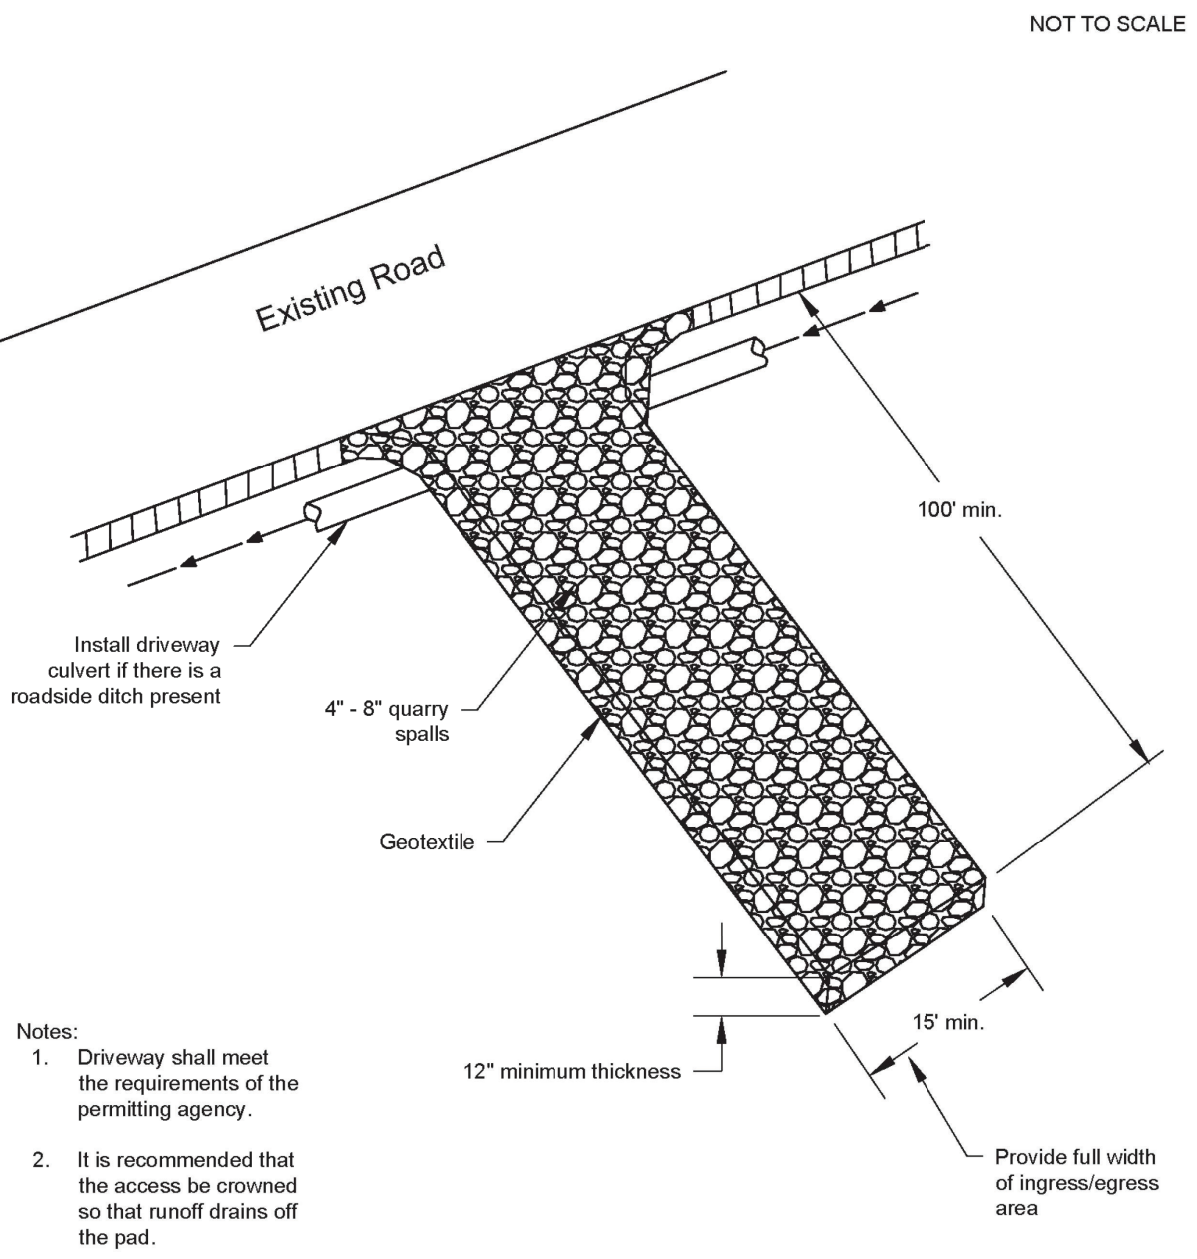 NOT TO SCALE
Existing Road
100' min.
Install driveway
culvert if there is a
roadside ditch present
4" - 8" quarry
spalls
Geotextile
15' min.
12" minimum thickness
Provide full width
of ingress/egress
area
Notes:
1. Driveway shall meet
the requirements of the
permitting agency.
2. It is recommended that
the access be crowned
so that runoff drains off
the pad.